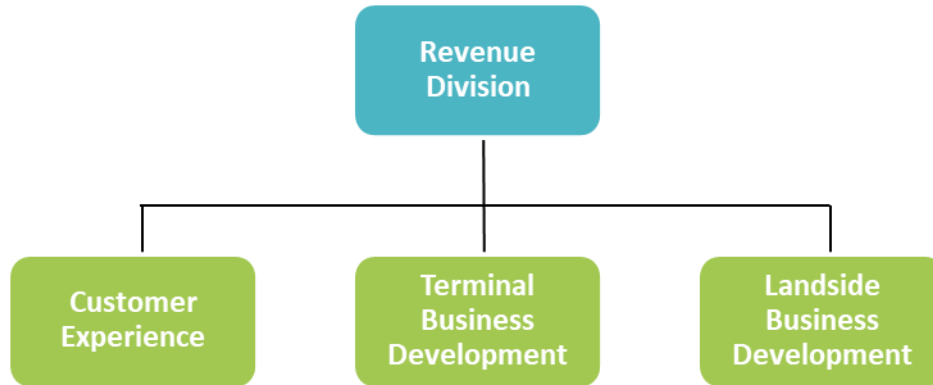 Revenue
Division
Customer
Experience
Terminal
Business
Development
Landside
Business
Development